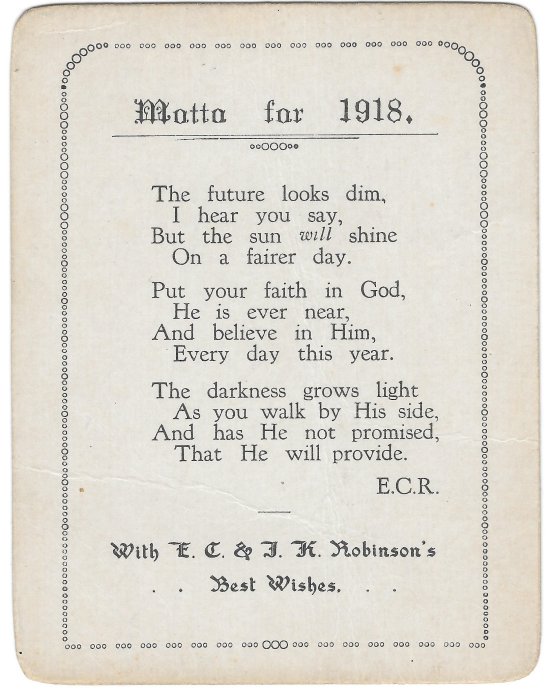 Motto for 1918.
The future looks dim,
I hear you say,
But the sun will shine
On a fairer day.
Put your faith in God,
He is ever near,
And believe in Him,
Every day this year.
The darkness grows light
As you walk by His side,
And has He not promised,
That He will provide.
E.C.R.
With E. C. & J. H. Robinson's
. . Best Wishes. . .